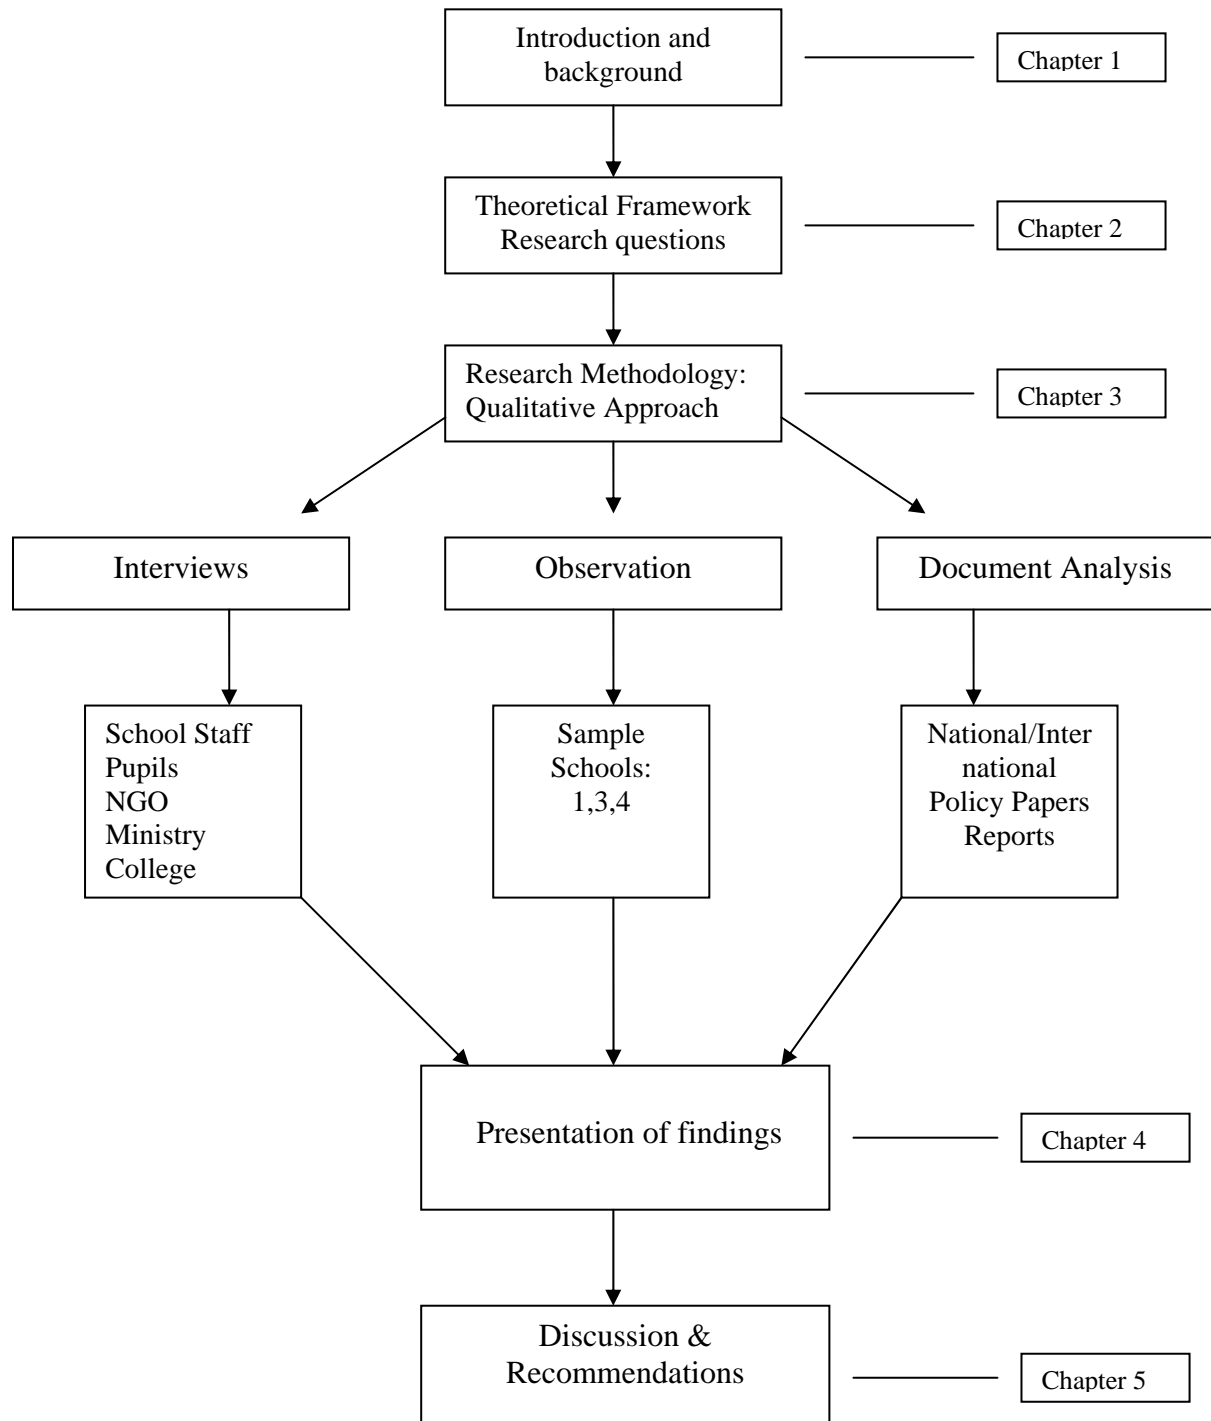 Introduction and
background
Chapter 1
Theoretical Framework
Research questions
Chapter 2
Research Methodology:
Qualitative Approach
Chapter 3
Interviews
Observation
Document Analysis
School Staff
Pupils
NGO
Ministry
College
Sample
Schools:
1,3,4
National/Inter
national
Policy Papers
Reports
Presentation of findings
Chapter 4
Discussion &
Recommendations
Chapter 5